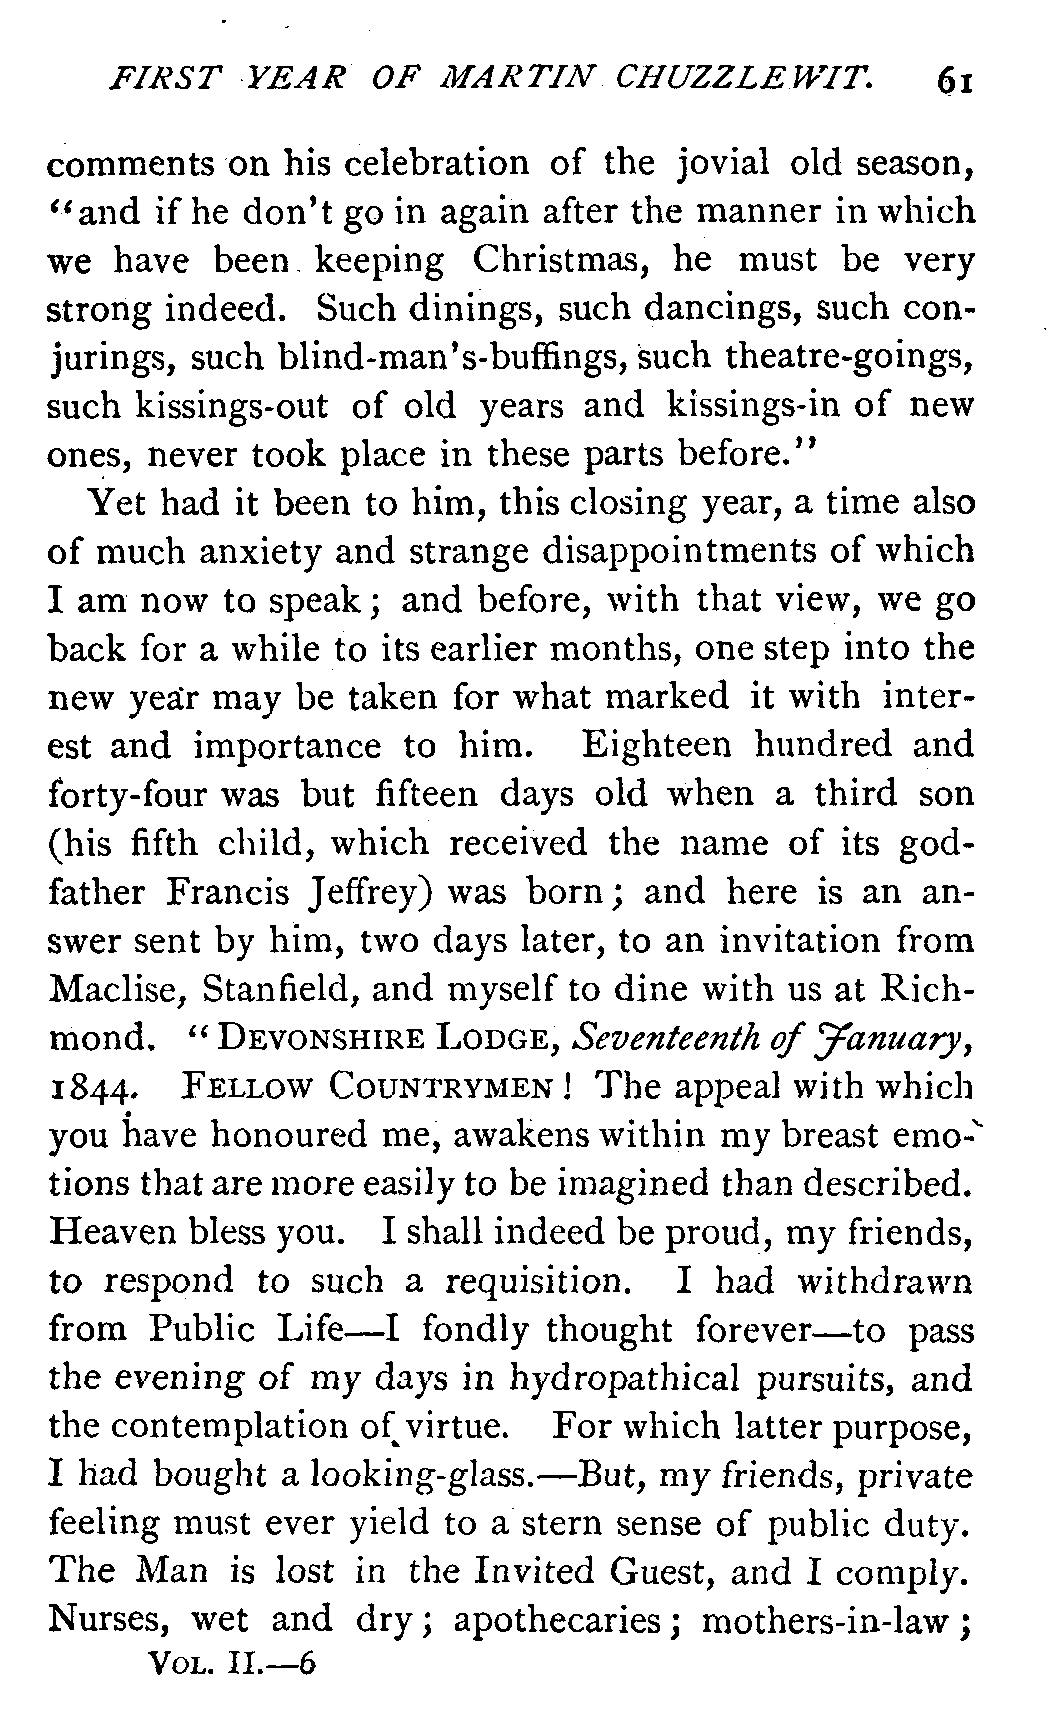 FIRST YEAR OF MARTIN CHUZZLEWIT. 61
comments on his celebration of the jovial old season,
“and if he don't go in again after the manner in which
we have been keeping Christmas, he must be very
strong indeed. Such dinings, such dancings, such con-
jurings, such blind-man's-buffings, such theatre-goings,
such kissings-out of old years and kissings-in of new
ones, never took place in these parts before.”
Yet had it been to him, this closing year, a time also
of much anxiety and strange disappointments of which
I am now to speak; and before, with that view, we go
back for a while to its earlier months, one step into the
new year may be taken for what marked it with inter-
est and importance to him. Eighteen hundred and
forty-four was but fifteen days old when a third son
(his fifth child, which received the name of its god-
father Francis Jeffrey) was born; and here is an an-
swer sent by him, two days later, to an invitation from
Maclise, Stanfield, and myself to dine with us at Rich-
mond. “DEVONSHIRE LODGE, Seventeenth of January,
1844. FELLOW COUNTRYMEN! The appeal with which
you have honoured me, awakens within my breast emo-
tions that are more easily to be imagined than described.
Heaven bless you. I shall indeed be proud, my friends,
to respond to such a requisition. I had withdrawn
from Public Life—I fondly thought forever—to pass
the evening of my days in hydropathical pursuits, and
the contemplation of virtue. For which latter purpose,
I had bought a looking-glass.—But, my friends, private
feeling must ever yield to a stern sense of public duty.
The Man is lost in the Invited Guest, and I comply.
Nurses, wet and dry; apothecaries; mothers-in-law;
VOL. II.—6